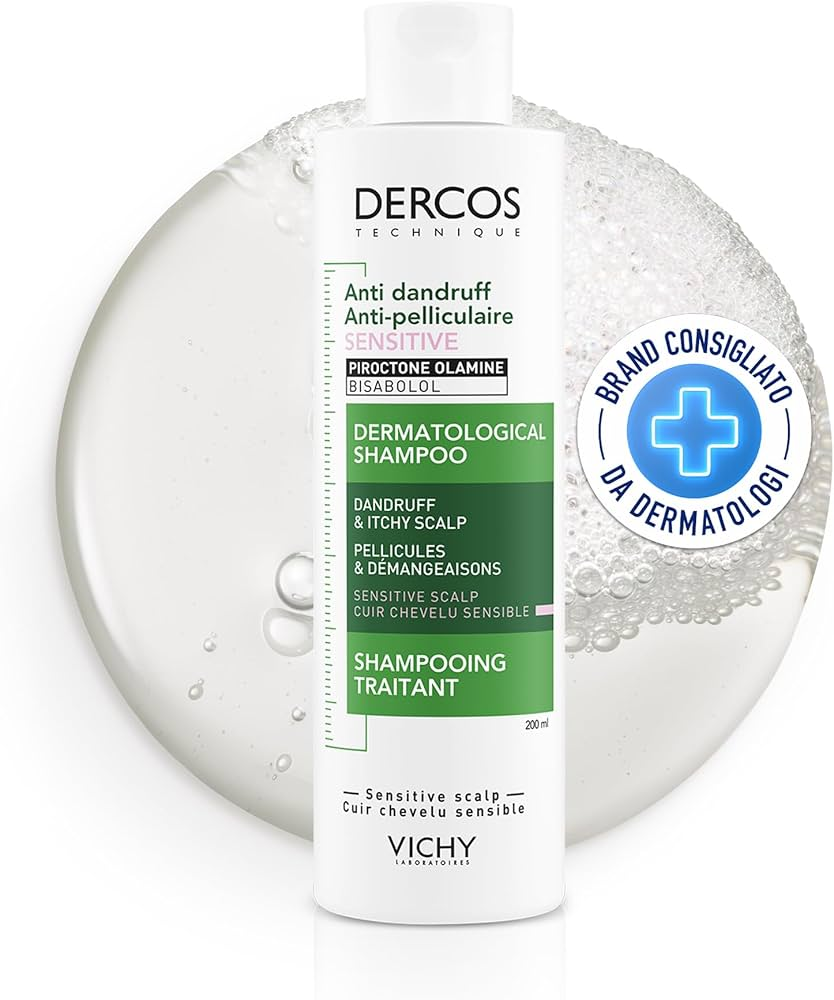 DERCOS
TECHNIQUE
Anti dandruff
Anti-pelliculaire
SENSITIVE
PIROCTONE OLAMINE
BISABOLOL
DERMATOLOGICAL
SHAMPOO
DANDRUFF
& ITCHY SCALP
PELLICULES
& DÉMANGEAISONS
SENSITIVE SCALP
CUIR CHEVELU SENSIBLE
SHAMPOOING
TRAITANT
200 ml
Sensitive scalp
Cuir chevelu sensible
VICHY
LABORATOIRES
BRAND CONSIGLIATO
DA DERMATOLOGI